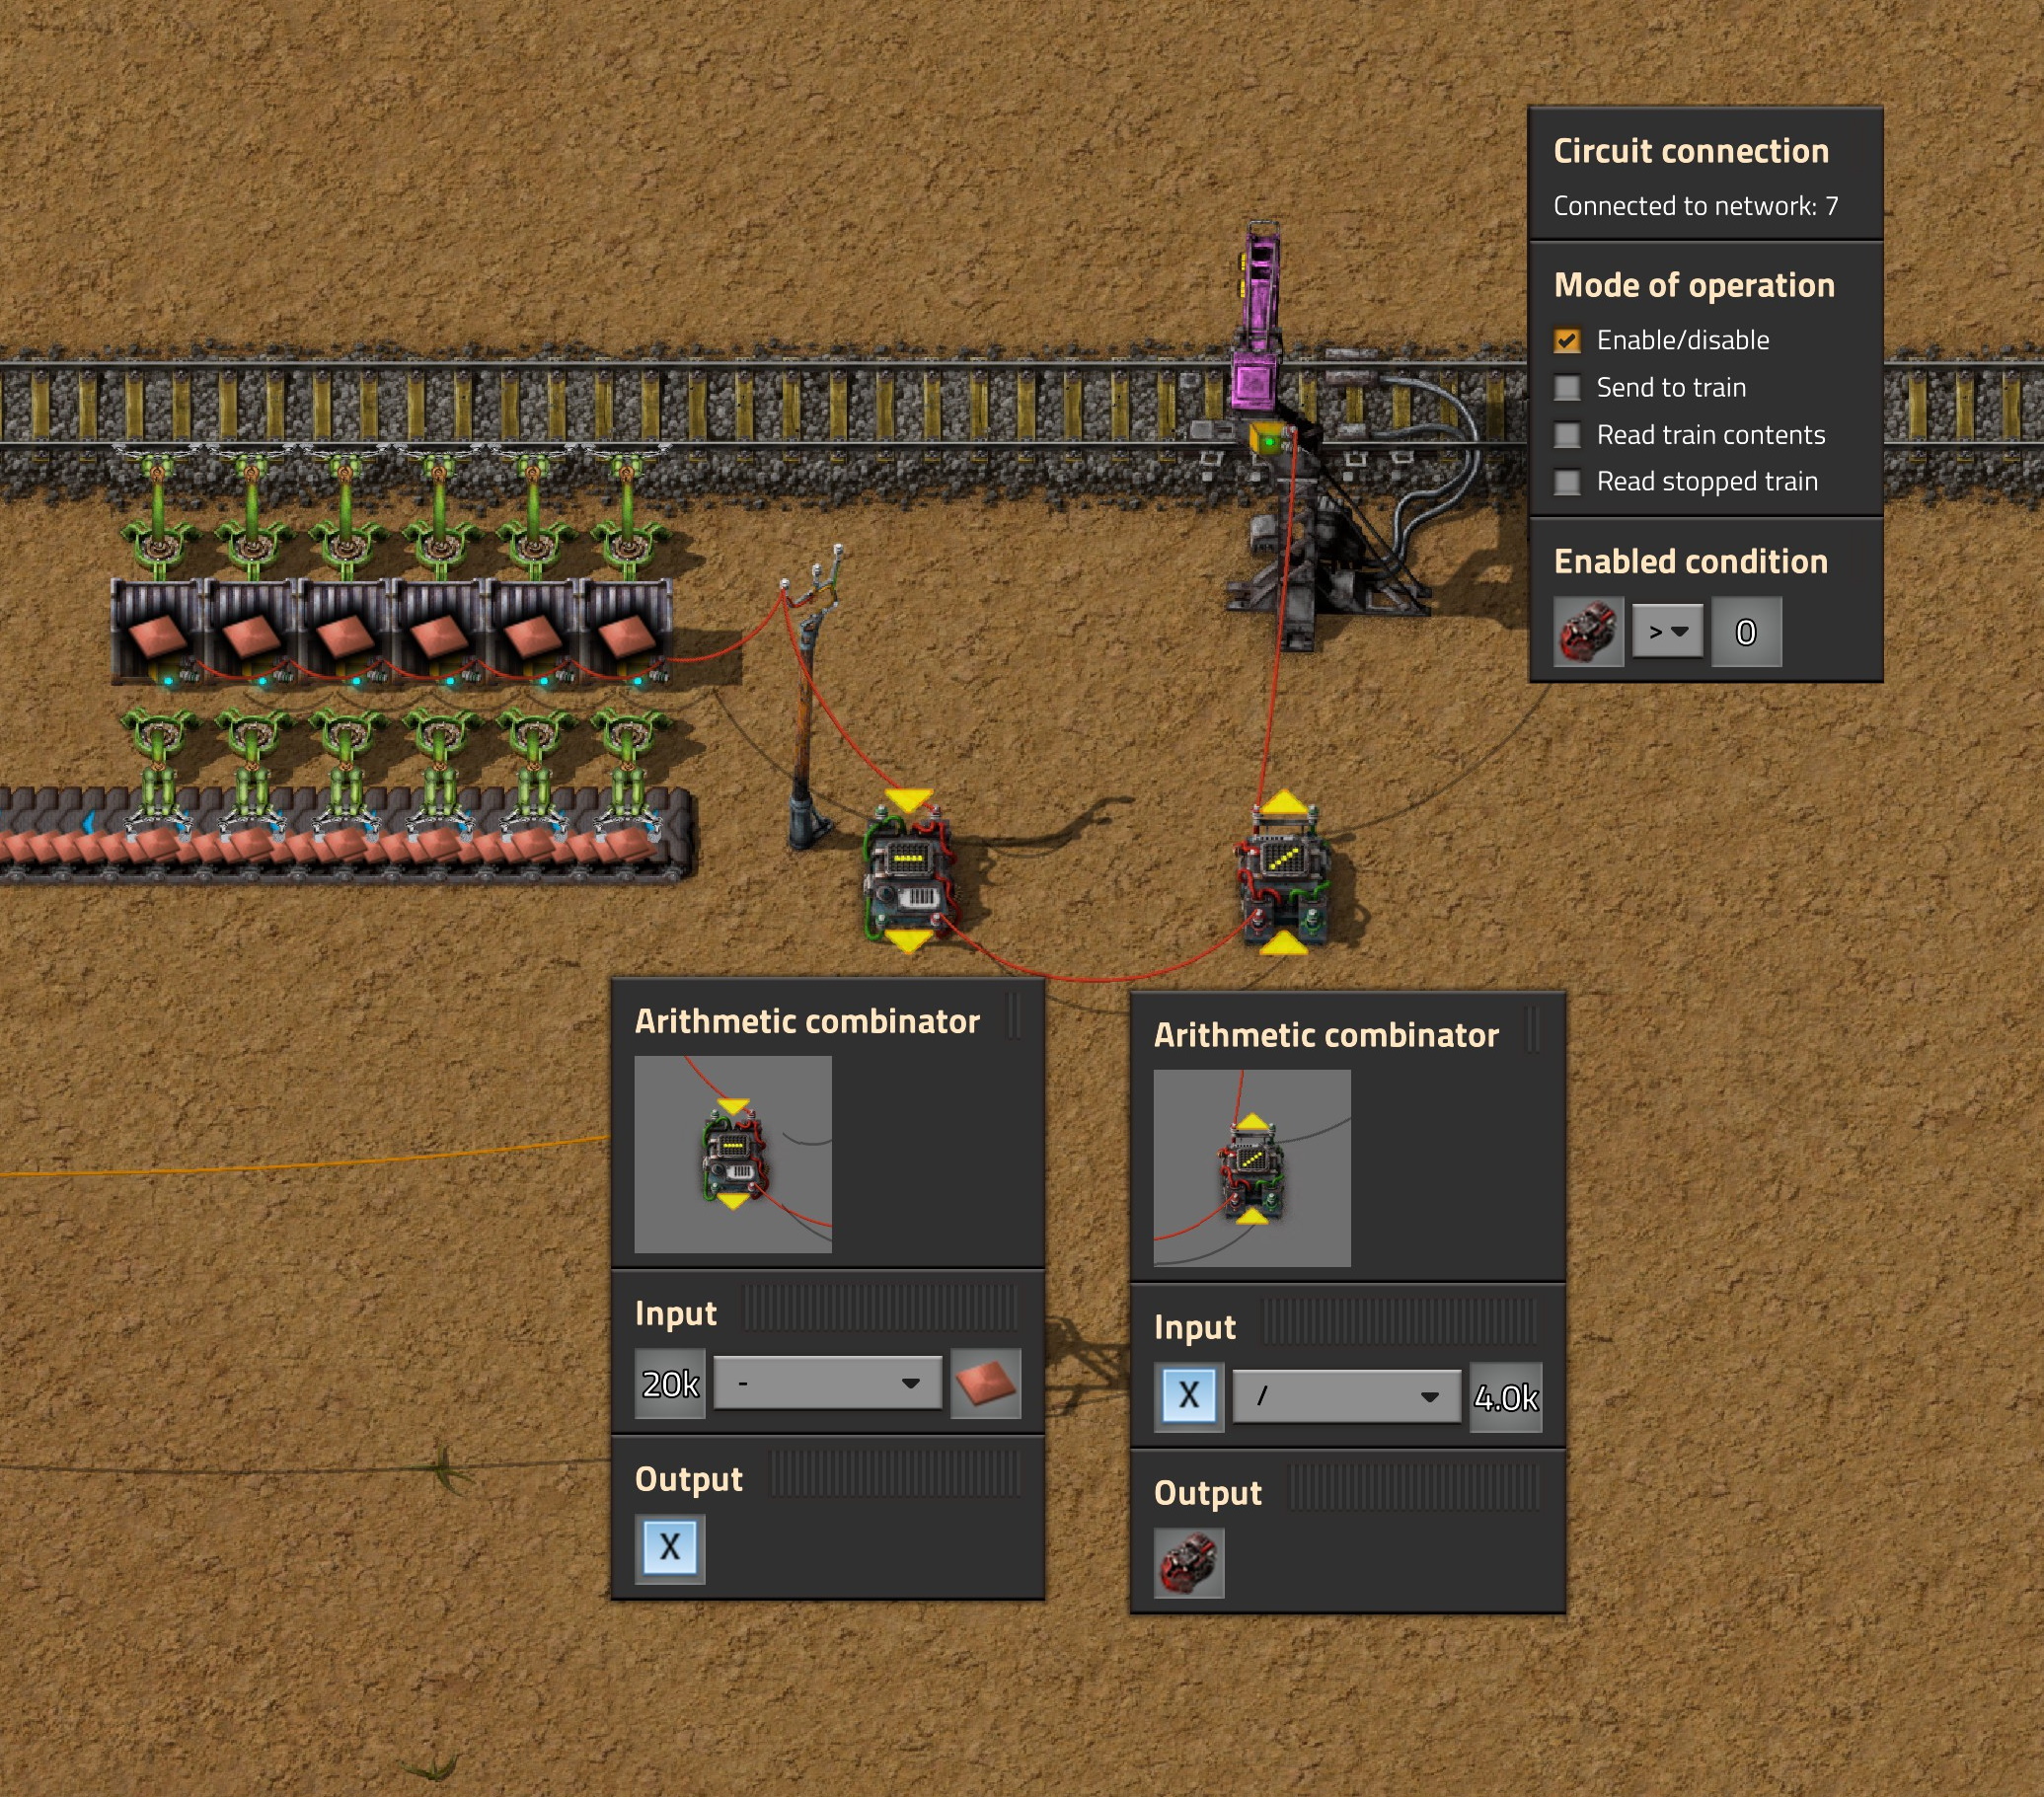 Circuit connection
Connected to network: 7
Mode of operation
Enable/disable
Send to train
Read train contents
Read stopped train
Enabled condition
> 0
Arithmetic combinator
Input
20k -
Output
X
Arithmetic combinator
Input
X / 4.0k
Output